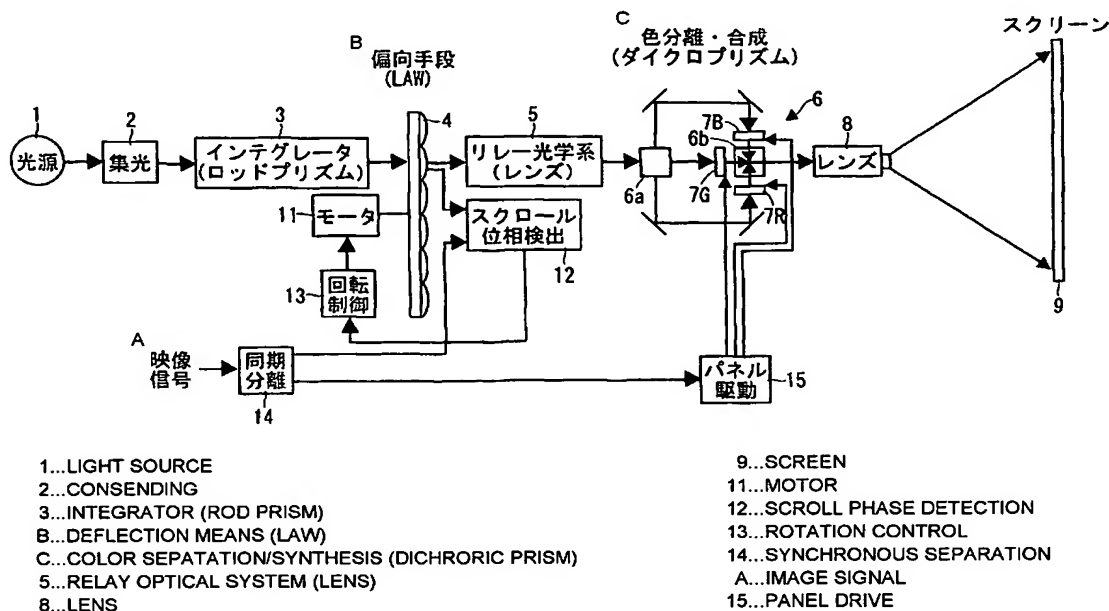 スクリーン
C
色分離・合成
(ダイクロプリズム)
B
偏向手段
(LAW)
1
光源
2
集光
3
インテグレータ
(ロッドプリズム)
4
5
リレー光学系
(レンズ)
6
6a
6b
7B
7G
7R
8
レンズ
9
11
モータ
スクロール
位相検出
12
13
回転
制御
A
映像
信号
同期
分離
14
パネル
駆動
15
1...LIGHT SOURCE
2...CONSENDING
3...INTEGRATOR (ROD PRISM)
B...DEFLECTION MEANS (LAW)
C...COLOR SEPATATION/SYNTHESIS (DICHRORIC PRISM)
5...RELAY OPTICAL SYSTEM (LENS)
8...LENS
9...SCREEN
11...MOTOR
12...SCROLL PHASE DETECTION
13...ROTATION CONTROL
14...SYNCHRONOUS SEPARATION
A...IMAGE SIGNAL
15...PANEL DRIVE